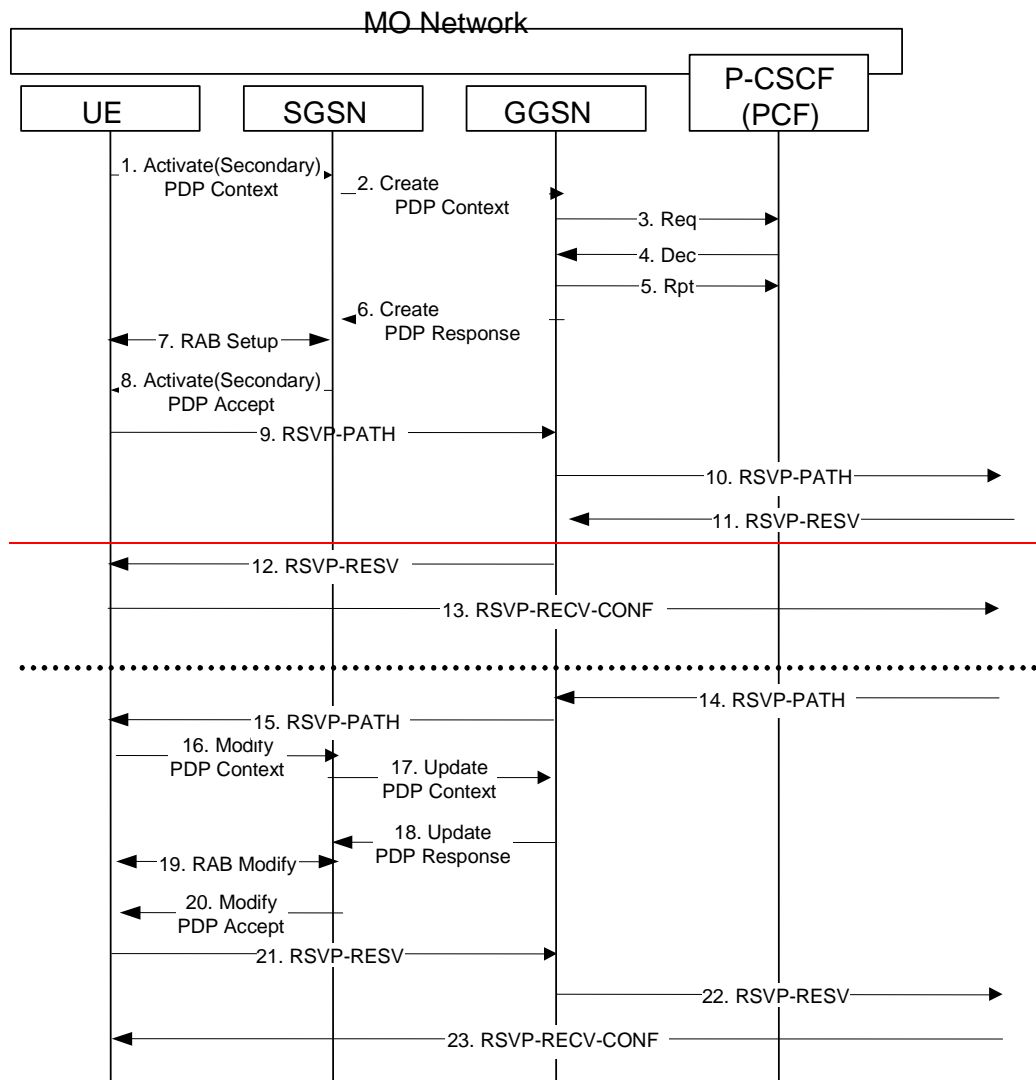 MO Network
UE
SGSN
GGSN
P-CSCF
(PCF)
1. Activate(Secondary)
PDP Context
2. Create
PDP Context
3. Req
4. Dec
5. Rpt
6. Create
PDP Response
7. RAB Setup
8. Activate(Secondary)
PDP Accept
9. RSVP-PATH
10. RSVP-PATH
11. RSVP-RESV
12. RSVP-RESV
13. RSVP-RECV-CONF
14. RSVP-PATH
15. RSVP-PATH
16. Modify
PDP Context
17. Update
PDP Context
18. Update
PDP Response
19. RAB Modify
20. Modify
PDP Accept
21. RSVP-RESV
22. RSVP-RESV
23. RSVP-RECV-CONF